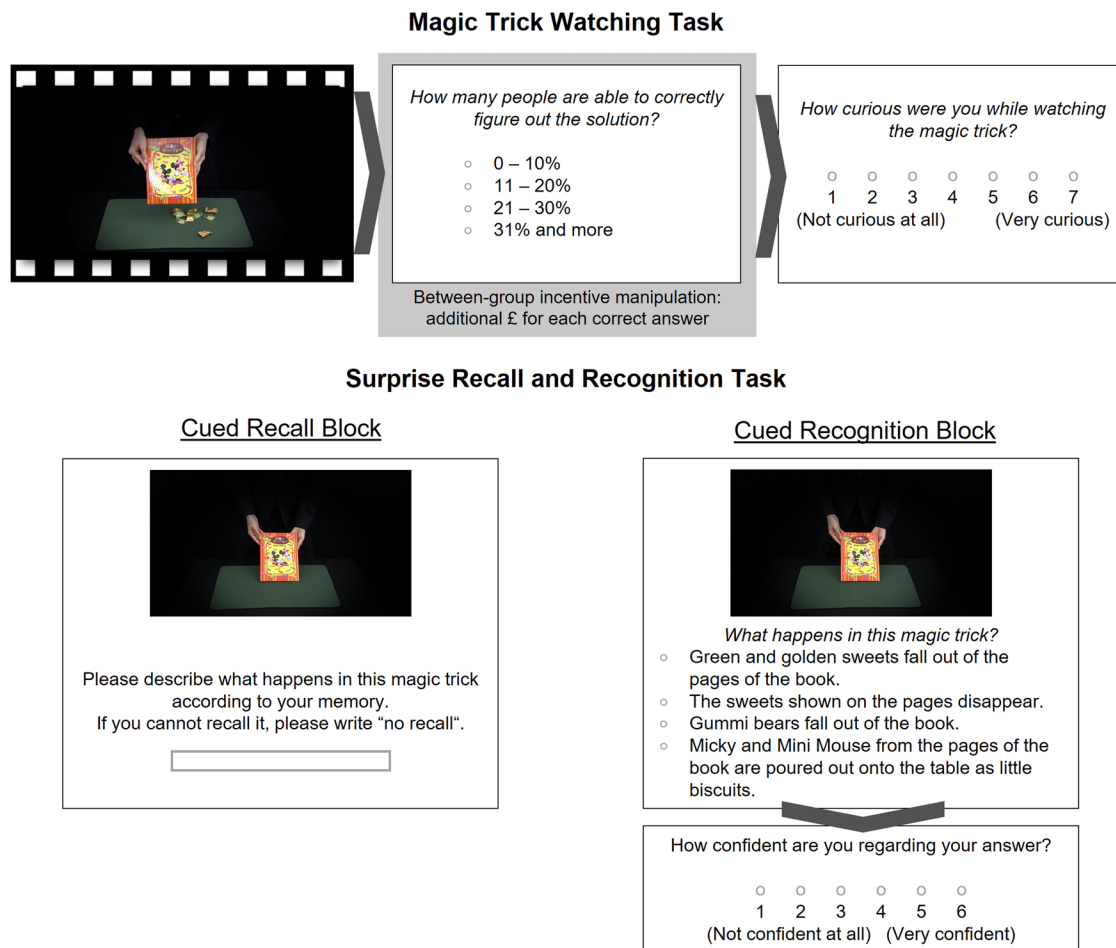 Magic Trick Watching Task
How many people are able to correctly
figure out the solution?
0 – 10%
11 – 20%
21 – 30%
31% and more
Between-group incentive manipulation:
additional £ for each correct answer
How curious were you while watching
the magic trick?
1 2 3 4 5 6 7
(Not curious at all) (Very curious)
Surprise Recall and Recognition Task
Cued Recall Block
Please describe what happens in this magic trick
according to your memory.
If you cannot recall it, please write “no recall“.
Cued Recognition Block
What happens in this magic trick?
Green and golden sweets fall out of the
pages of the book.
The sweets shown on the pages disappear.
Gummi bears fall out of the book.
Micky and Mini Mouse from the pages of the
book are poured out onto the table as little
biscuits.
How confident are you regarding your answer?
1 2 3 4 5 6
(Not confident at all) (Very confident)